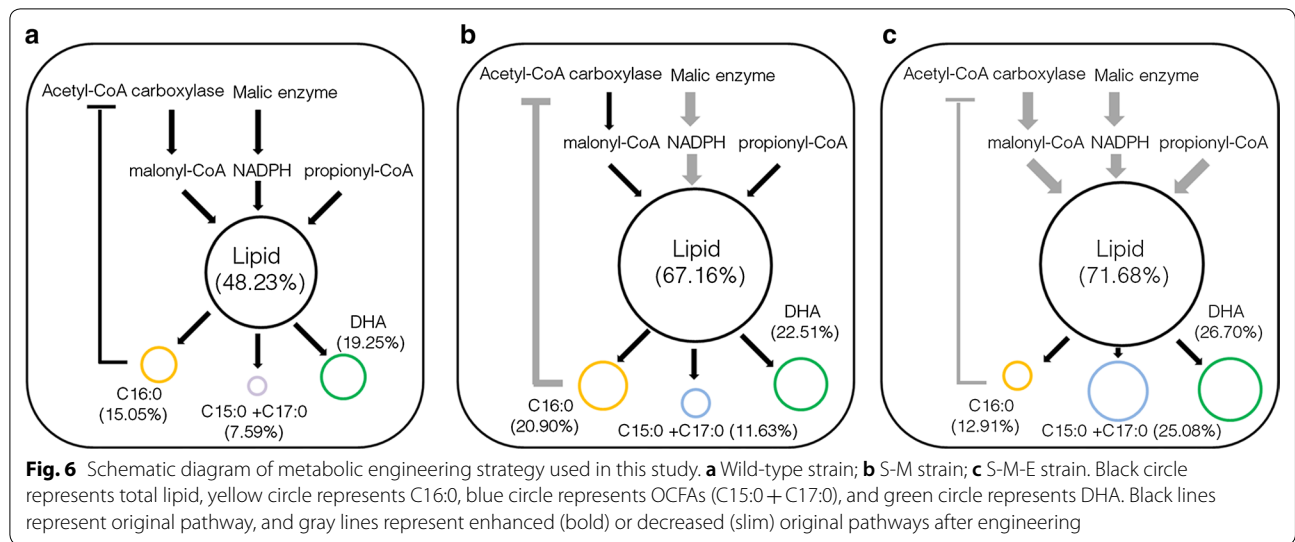 a
Acetyl-CoA carboxylase Malic enzyme
malonyl-CoA NADPH propionyl-CoA
Lipid
(48.23%)
DHA
(19.25%)
C16:0
(15.05%)
C15:0 +C17:0
(7.59%)
b
Acetyl-CoA carboxylase Malic enzyme
malonyl-CoA NADPH propionyl-CoA
Lipid
(67.16%)
DHA
(22.51%)
C16:0
(20.90%)
C15:0 +C17:0 (11.63%)
c
Acetyl-CoA carboxylase Malic enzyme
malonyl-CoA NADPH propionyl-CoA
Lipid
(71.68%)
DHA
(26.70%)
C16:0
(12.91%)
C15:0 +C17:0 (25.08%)
Fig. 6 Schematic diagram of metabolic engineering strategy used in this study. a Wild-type strain; b S-M strain; c S-M-E strain. Black circle
represents total lipid, yellow circle represents C16:0, blue circle represents OCFAs (C15:0 + C17:0), and green circle represents DHA. Black lines
represent original pathway, and gray lines represent enhanced (bold) or decreased (slim) original pathways after engineering